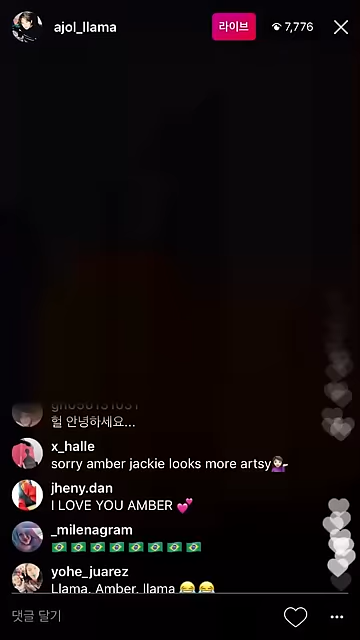 ajol_llama
라이브
7,776
헐 안녕하세요...
x_halle
sorry amber jackie looks more artsy💁🏻
jheny.dan
I LOVE YOU AMBER 💕
_milenagram
🇧🇷🇧🇷🇧🇷🇧🇷🇧🇷🇧🇷🇧🇷🇧🇷
yohe_juarez
Llama, Amber, llama 😂😂
댓글 달기